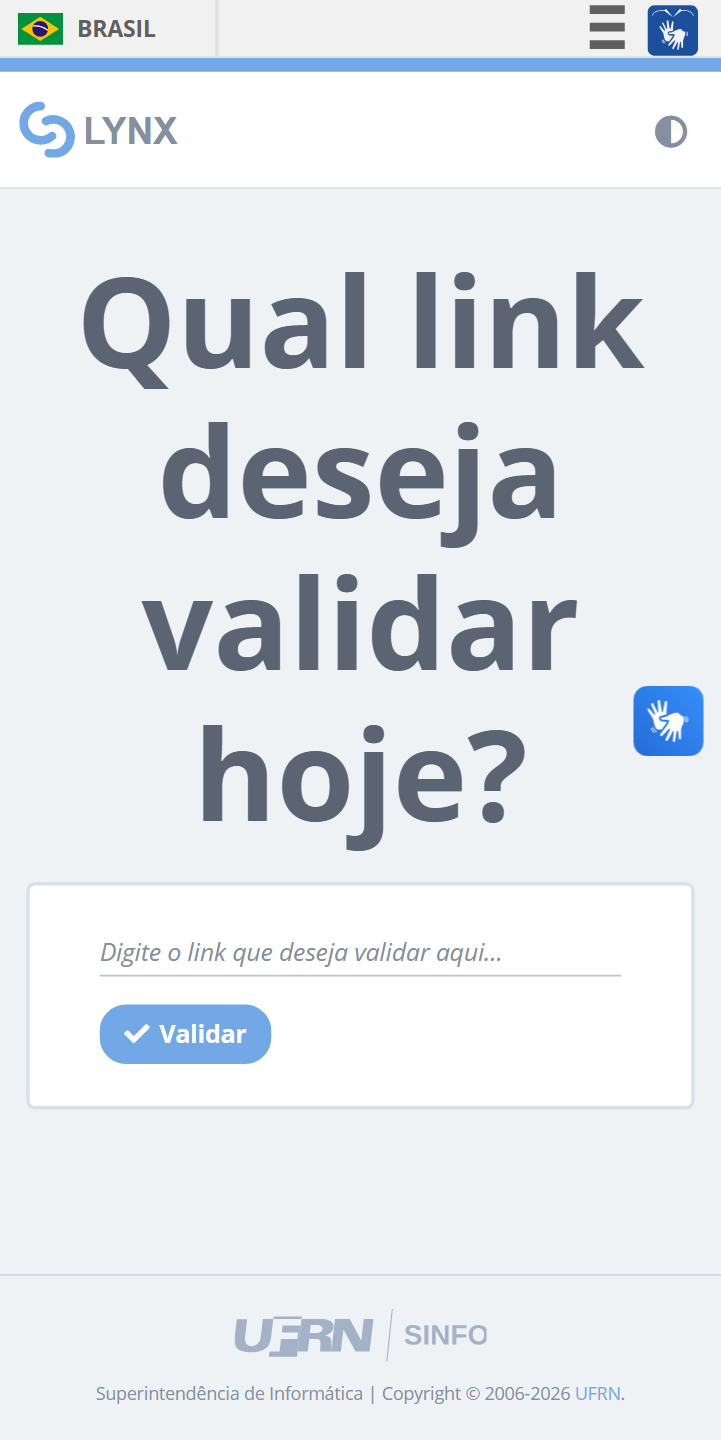 BRASIL
LYNX
Qual link
deseja
validar
hoje?
Digite o link que deseja validar aqui...
Validar
UFRN SINFO
Superintendência de Informática | Copyright © 2006-2026 UFRN.